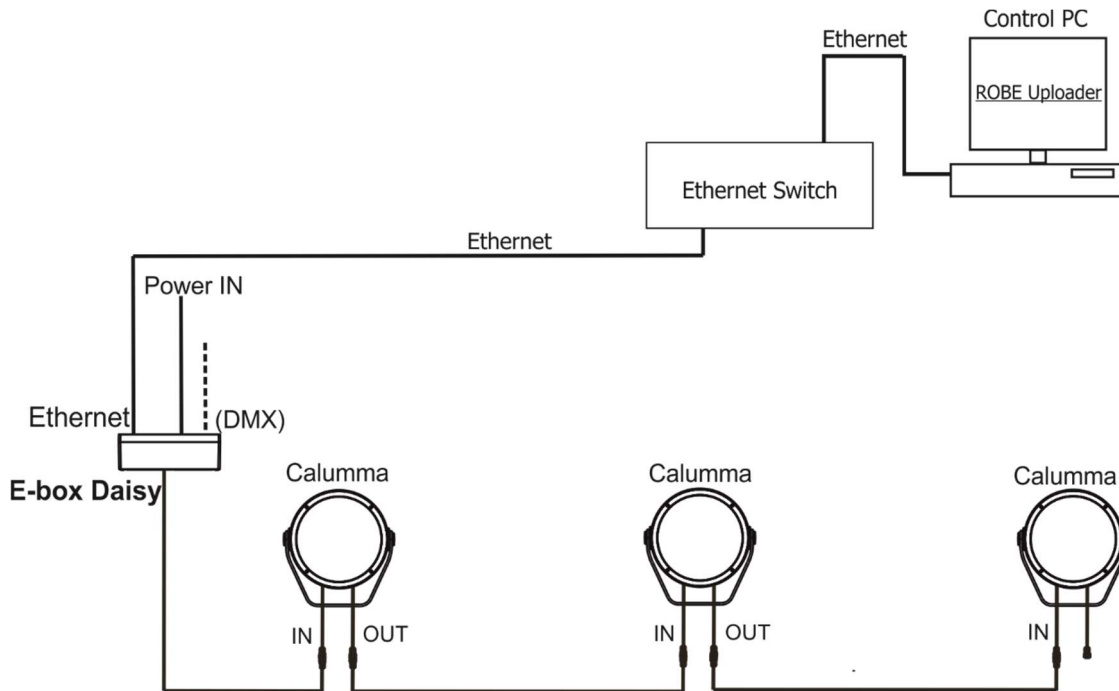 Control PC
Ethernet
ROBE Uploader
Ethernet Switch
Ethernet
Power IN
Ethernet
(DMX)
E-box Daisy
Calumma
Calumma
Calumma
IN
OUT
IN
OUT
IN